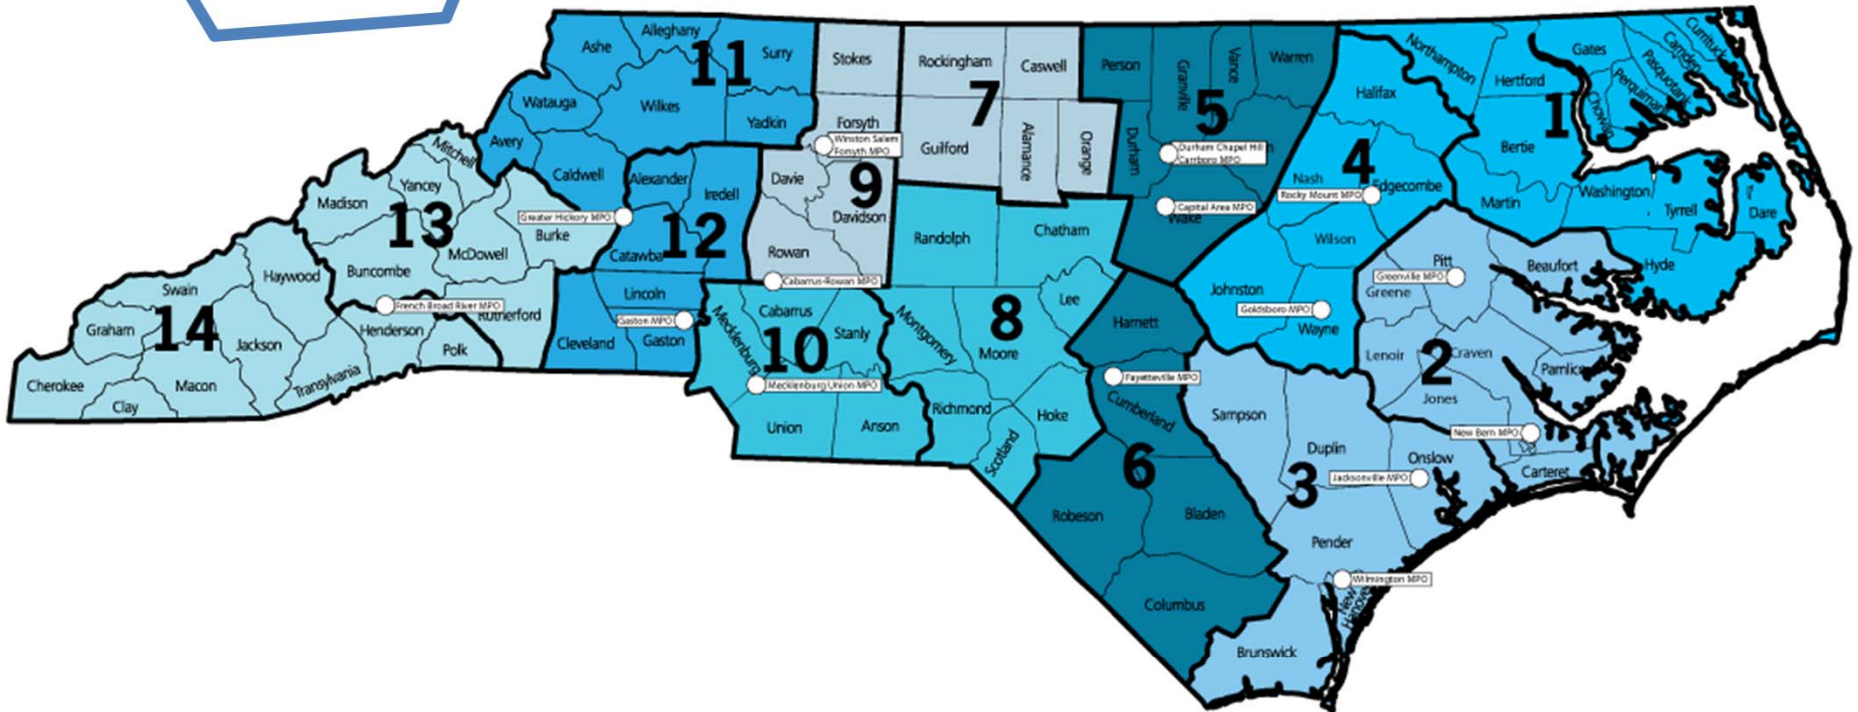 Ashe
Alleghany
Surry
11
Watauga
Wilkes
Yadkin
Avery
Caldwell
Stokes
Forsyth
Winston Salem
Forsyth MPO
9
Davie
Davidson
Rowan
Cabarrus-Rowan MPO
Rockingham
Caswell
7
Guilford
Alamance
Orange
Person
Granville
Vance
Warren
5
Durham
Durham Chapel Hill
Carrboro MPO
Capital Area MPO
Wake
Northampton
Halifax
4
Nash
Edgecombe
Rocky Mount MPO
Wilson
Johnston
Goldsboro MPO
Wayne
Hertford
Gates
Currituck
Camden
Pasquotank
Perquimans
Chowan
1
Bertie
Martin
Washington
Tyrrell
Dare
Hyde
Mitchell
Yancey
Madison
13
McDowell
Buncombe
Burke
Greater Hickory MPO
French Broad River MPO
Rutherford
Alexander
Iredell
12
Catawba
Lincoln
Gaston MPO
Cleveland
Gaston
Haywood
Swain
Graham
14
Jackson
Henderson
Polk
Transylvania
Cherokee
Macon
Clay
Mecklenburg
Cabarrus
Stanly
10
Mecklenburg Union MPO
Union
Anson
Randolph
Chatham
Lee
8
Montgomery
Moore
Richmond
Hoke
Scotland
Harnett
Fayetteville MPO
Cumberland
6
Robeson
Bladen
Columbus
Pitt
Greenville MPO
Greene
Beaufort
Lenoir
Craven
2
Pamlico
Jones
New Bern MPO
Carteret
Sampson
Duplin
Onslow
3
Jacksonville MPO
Pender
Wilmington MPO
New
Hanover
Brunswick